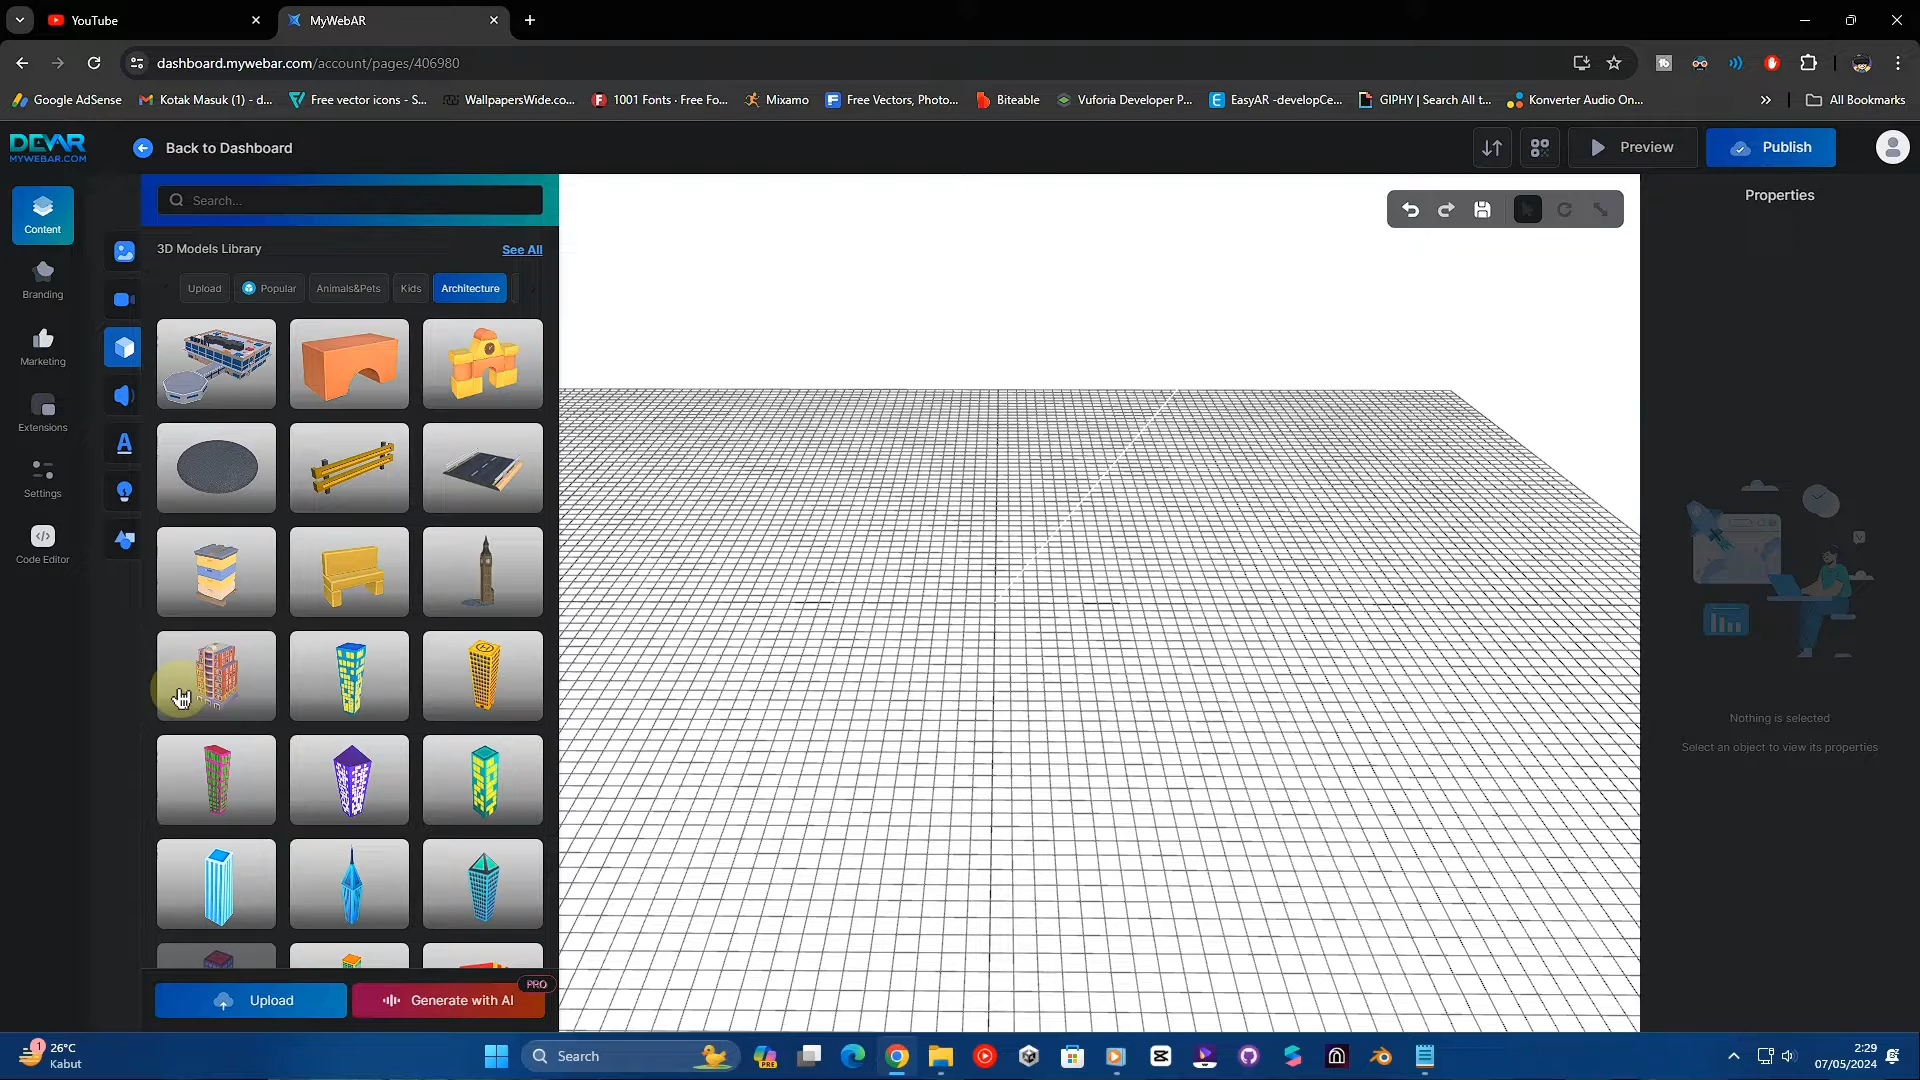 YouTube
MyWebAR
dashboard.mywebar.com/account/pages/406980
Google AdSense
Kotak Masuk (1) - d...
Free vector icons - S...
WallpapersWide.co...
1001 Fonts · Free Fo...
Mixamo
Free Vectors, Photo...
Biteable
Vuforia Developer P...
EasyAR -developCe...
GIPHY | Search All t...
Konverter Audio On...
All Bookmarks
DEVAR
MYWEBAR.COM
Back to Dashboard
Preview
Publish
Content
Branding
Marketing
Extensions
Settings
Code Editor
Search...
3D Models Library
See All
Upload
Popular
Animals&Pets
Kids
Architecture
Upload
Generate with AI
PRO
Properties
Nothing is selected
Select an object to view its properties
1
26°C
Kabut
Search
PRE
2:29
07/05/2024